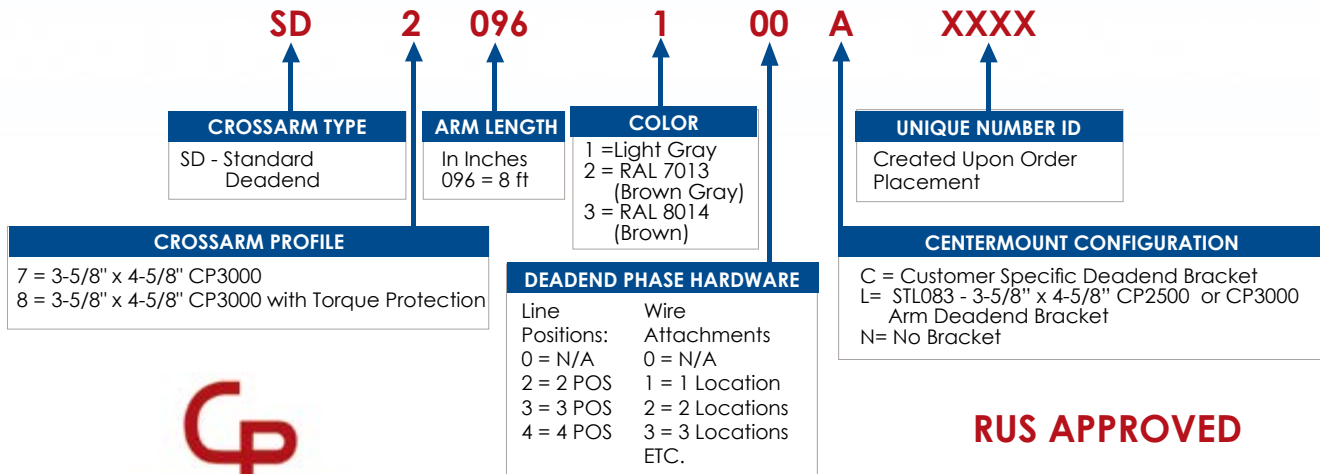 SD 2 096 1 00 A XXXX
CROSSARM TYPE
SD - Standard
Deadend
ARM LENGTH
In Inches
096 = 8 ft
COLOR
1 =Light Gray
2 = RAL 7013
(Brown Gray)
3 = RAL 8014
(Brown)
UNIQUE NUMBER ID
Created Upon Order
Placement
CROSSARM PROFILE
7 = 3-5/8" x 4-5/8" CP3000
8 = 3-5/8" x 4-5/8" CP3000 with Torque Protection
DEADEND PHASE HARDWARE
Line
Positions:
0 = N/A
2 = 2 POS
3 = 3 POS
4 = 4 POS
Wire
Attachments
0 = N/A
1 = 1 Location
2 = 2 Locations
3 = 3 Locations
ETC.
CENTERMOUNT CONFIGURATION
C = Customer Specific Deadend Bracket
L= STL083 - 3-5/8” x 4-5/8” CP2500 or CP3000
Arm Deadend Bracket
N= No Bracket
CP
RUS APPROVED